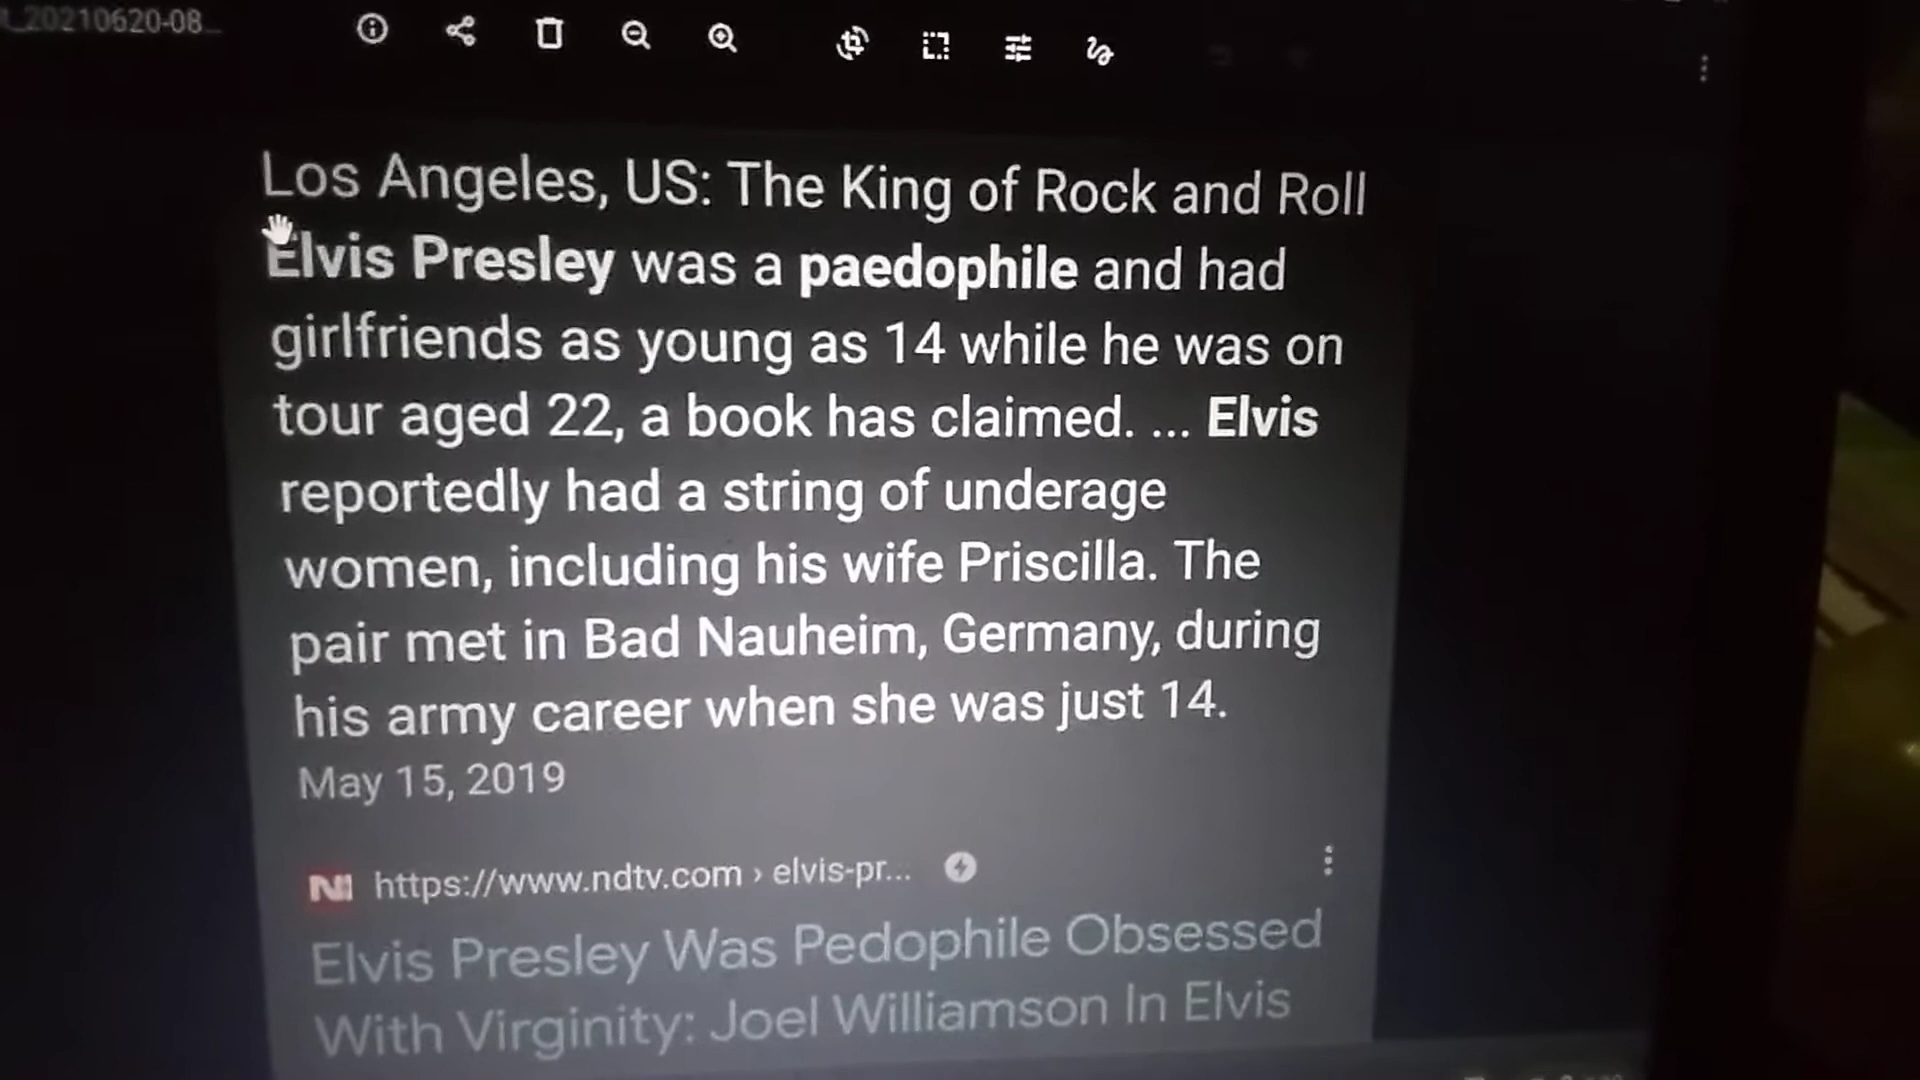 _20210620-08_
Los Angeles, US: The King of Rock and Roll
Elvis Presley was a paedophile and had
girlfriends as young as 14 while he was on
tour aged 22, a book has claimed. ... Elvis
reportedly had a string of underage
women, including his wife Priscilla. The
pair met in Bad Nauheim, Germany, during
his army career when she was just 14.
May 15, 2019
https://www.ndtv.com › elvis-pr...
Elvis Presley Was Pedophile Obsessed
With Virginity: Joel Williamson In Elvis